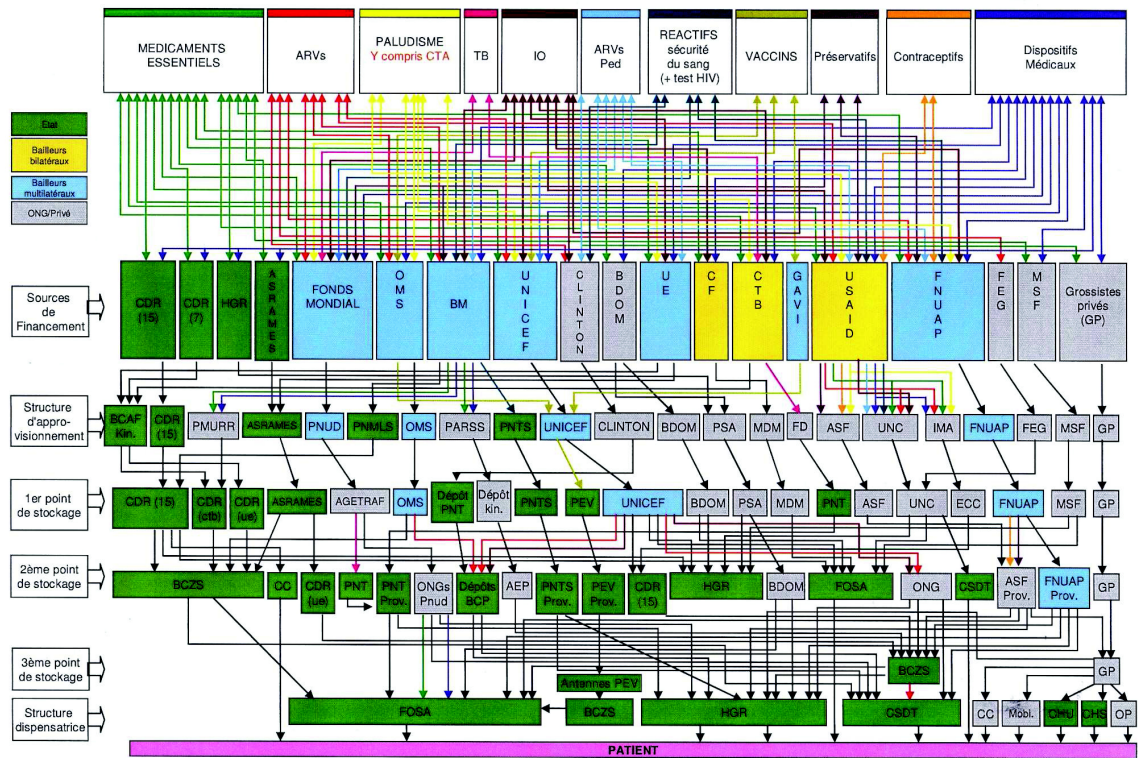 MEDICAMENTS
ESSENTIELS
ARVs
PALUDISME
Y compris CTA
TB
IO
ARVs
Ped
REACTIFS
sécurité
du sang
(+ test HIV)
VACCINS
Préservatifs
Contraceptifs
Dispositifs
Médicaux
Etat
Bailleurs
bilatéraux
Bailleurs
multilatéraux
ONG/Privé
Sources
de
Financement
CDR
(15)
CDR
(7)
HGR
ASRAMES
FONDS
MONDIAL
OMS
BM
UNICEF
CLINTON
BDOM
UE
CF
CTB
GAVI
USAID
FNUAP
FEG
MSF
Grossistes
privés
(GP)
Structure
d'appro-
visionnement
BCAF
Kin.
CDR
(15)
PMURR
ASRAMES
PNUD
PNMLS
OMS
PARSS
PNTS
UNICEF
CLINTON
BDOM
PSA
MDM
FD
ASF
UNC
IMA
FNUAP
FEG
MSF
GP
1er point
de stockage
CDR (15)
CDR
(ctb)
CDR
(ue)
ASRAMES
AGETRAF
OMS
Dépôt
PNT
Dépôt
kin.
PNTS
PEV
UNICEF
BDOM
PSA
MDM
PNT
ASF
UNC
ECC
FNUAP
MSF
GP
2ème point
de stockage
BCZS
CC
CDR
(ue)
PNT
PNT
Prov.
ONGs
Pnud
Dépôts
BCP
AEP
PNTS
Prov.
PEV
Prov.
CDR
(15)
HGR
BDOM
FOSA
ONG
CSDT
ASF
Prov.
FNUAP
Prov.
GP
3ème point
de stockage
BCZS
GP
Antennes PEV
Structure
dispensatrice
FOSA
BCZS
HGR
CSDT
CC
Mobi.
CHU
CHS
OP
PATIENT